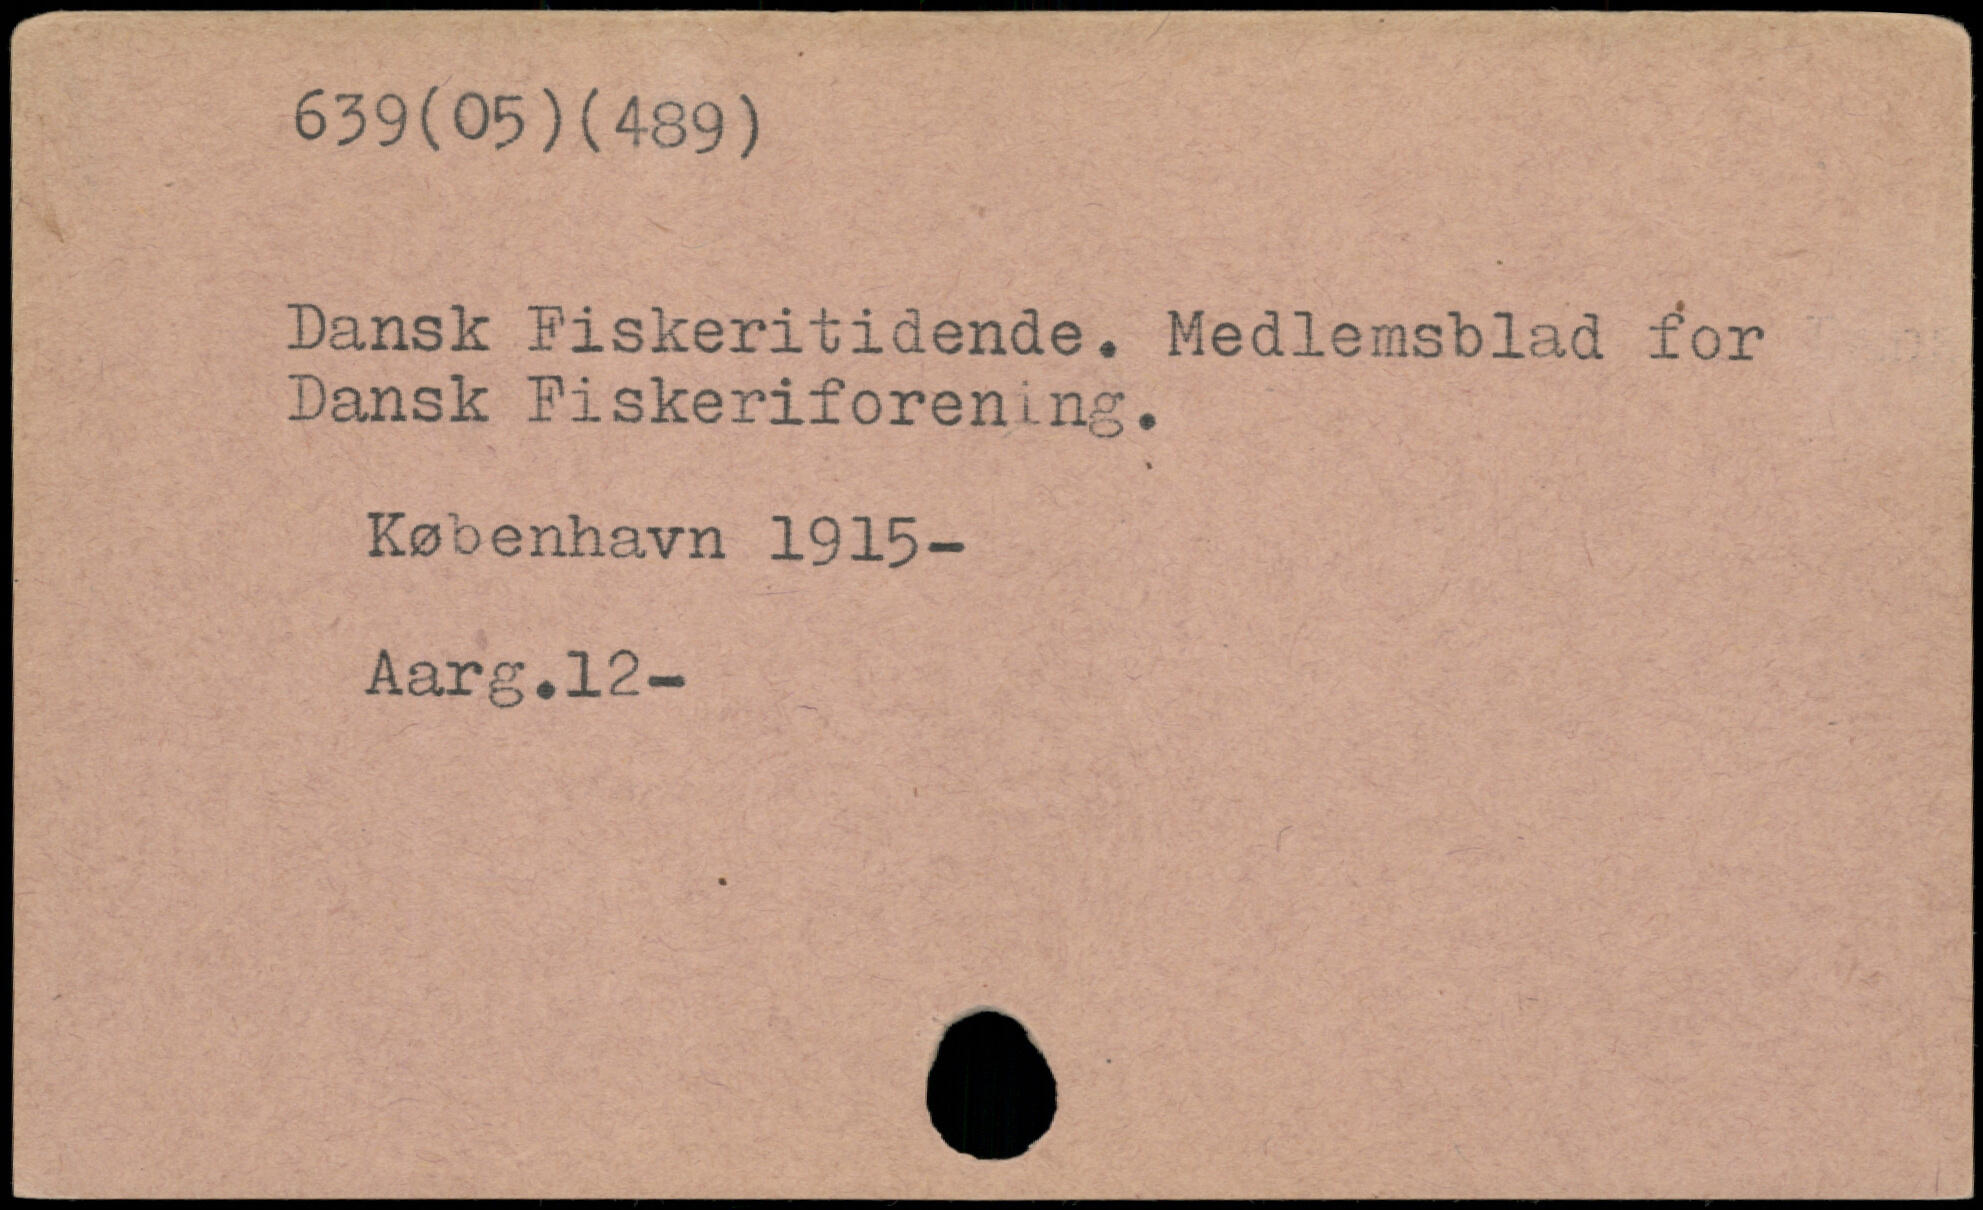 639(05)(489)
Dansk Fiskeritidende. Medlemsblad for
Dansk Fiskeriforening.
København 1915-
Aarg.12-